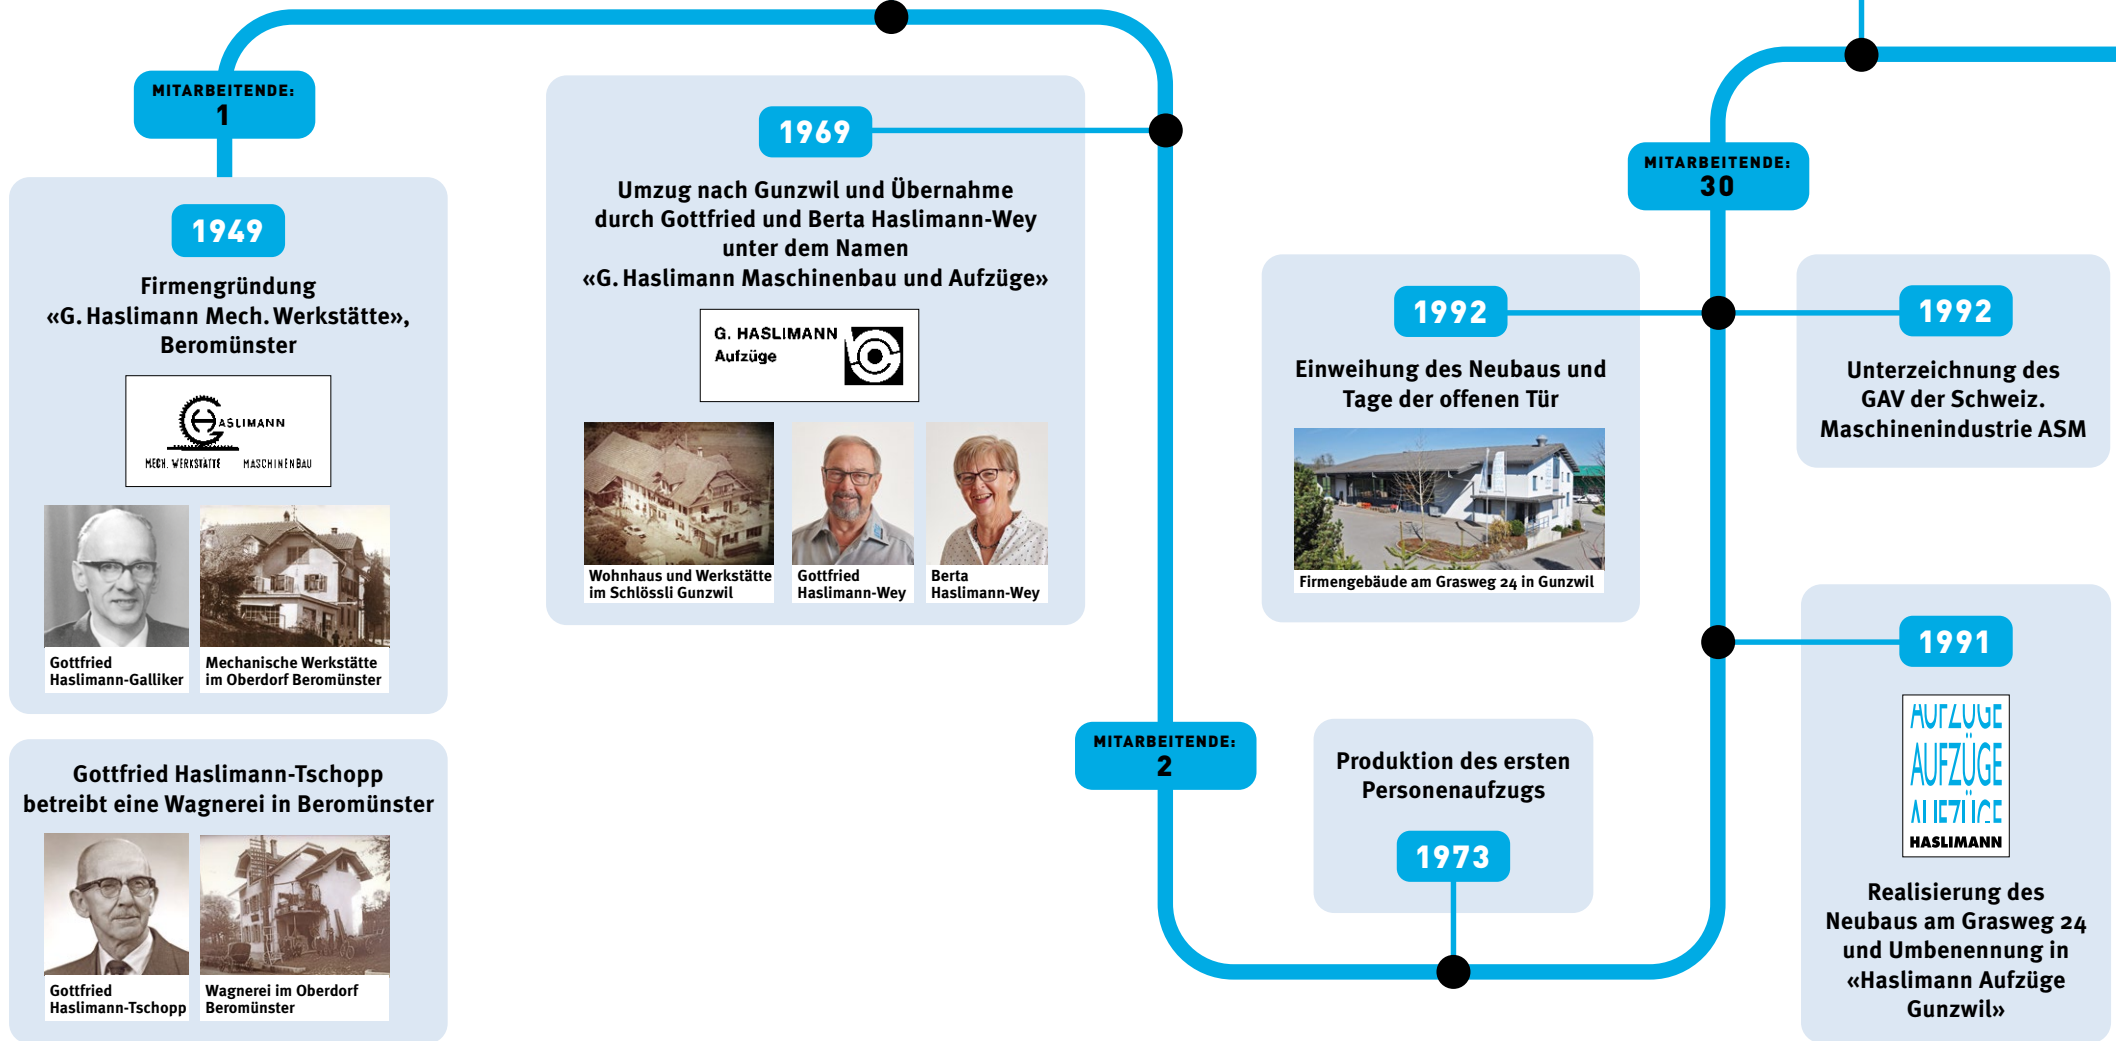 MITARBEITENDE:
1
1949
Firmengründung
«G. Haslimann Mech. Werkstätte»,
Beromünster
HASLIMANN
MECH. WERKSTÄTTE MASCHINENBAU
Gottfried
Haslimann-Galliker
Mechanische Werkstätte
im Oberdorf Beromünster
Gottfried Haslimann-Tschopp
betreibt eine Wagnerei in Beromünster
Gottfried
Haslimann-Tschopp
Wagnerei im Oberdorf
Beromünster
1969
Umzug nach Gunzwil und Übernahme
durch Gottfried und Berta Haslimann-Wey
unter dem Namen
«G. Haslimann Maschinenbau und Aufzüge»
G. HASLIMANN
Aufzüge
Wohnhaus und Werkstätte
im Schlössli Gunzwil
Gottfried
Haslimann-Wey
Berta
Haslimann-Wey
MITARBEITENDE:
2
Produktion des ersten
Personenaufzugs
1973
MITARBEITENDE:
30
1992
Einweihung des Neubaus und
Tage der offenen Tür
Firmengebäude am Grasweg 24 in Gunzwil
1992
Unterzeichnung des
GAV der Schweiz.
Maschinenindustrie ASM
1991
AUFZÜGE
AUFZÜGE
AUFZÜGE
HASLIMANN
Realisierung des
Neubaus am Grasweg 24
und Umbenennung in
«Haslimann Aufzüge
Gunzwil»